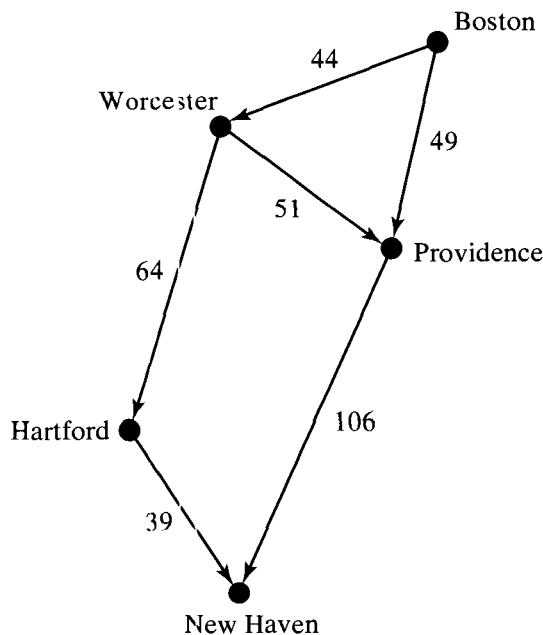 Boston
44
Worcester
49
51
Providence
64
106
Hartford
39
New Haven